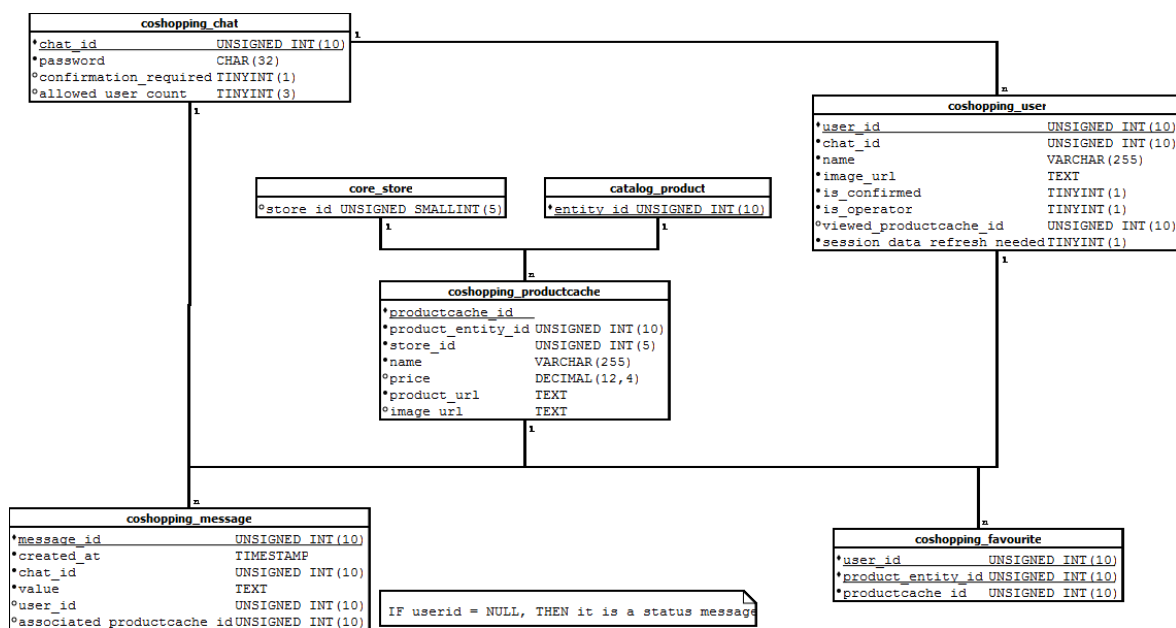 coshopping_chat
chat_id UNSIGNED INT(10)
password CHAR(32)
confirmation_required TINYINT(1)
allowed_user_count TINYINT(3)
1
1
n
coshopping_user
user_id UNSIGNED INT(10)
chat_id UNSIGNED INT(10)
name VARCHAR(255)
image_url TEXT
is_confirmed TINYINT(1)
is_operator TINYINT(1)
viewed_productcache_id UNSIGNED INT(10)
session_data_refresh_needed TINYINT(1)
1
core_store
store_id UNSIGNED SMALLINT(5)
1
catalog_product
entity_id UNSIGNED INT(10)
1
n
coshopping_productcache
productcache_id
product_entity_id UNSIGNED INT(10)
store_id UNSIGNED INT(5)
name VARCHAR(255)
price DECIMAL(12,4)
product_url TEXT
image_url TEXT
1
n
coshopping_message
message_id UNSIGNED INT(10)
created_at TIMESTAMP
chat_id UNSIGNED INT(10)
value TEXT
user_id UNSIGNED INT(10)
associated_productcache_id UNSIGNED INT(10)
IF userid = NULL, THEN it is a status message
n
coshopping_favourite
user_id UNSIGNED INT(10)
product_entity_id UNSIGNED INT(10)
productcache_id UNSIGNED INT(10)